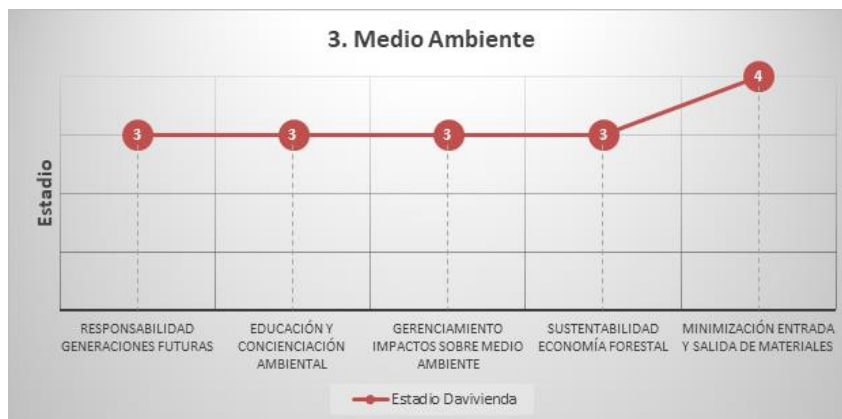 3. Medio Ambiente
4
3
3
3
3
Estadio
RESPONSABILIDAD
GENERACIONES FUTURAS
EDUCACIÓN Y
CONCIENCIACIÓN
AMBIENTAL
GERENCIAMIENTO
IMPACTOS SOBRE MEDIO
AMBIENTE
SUSTENTABILIDAD
ECONOMÍA FORESTAL
MINIMIZACIÓN ENTRADA
Y SALIDA DE MATERIALES
Estadio Davivienda